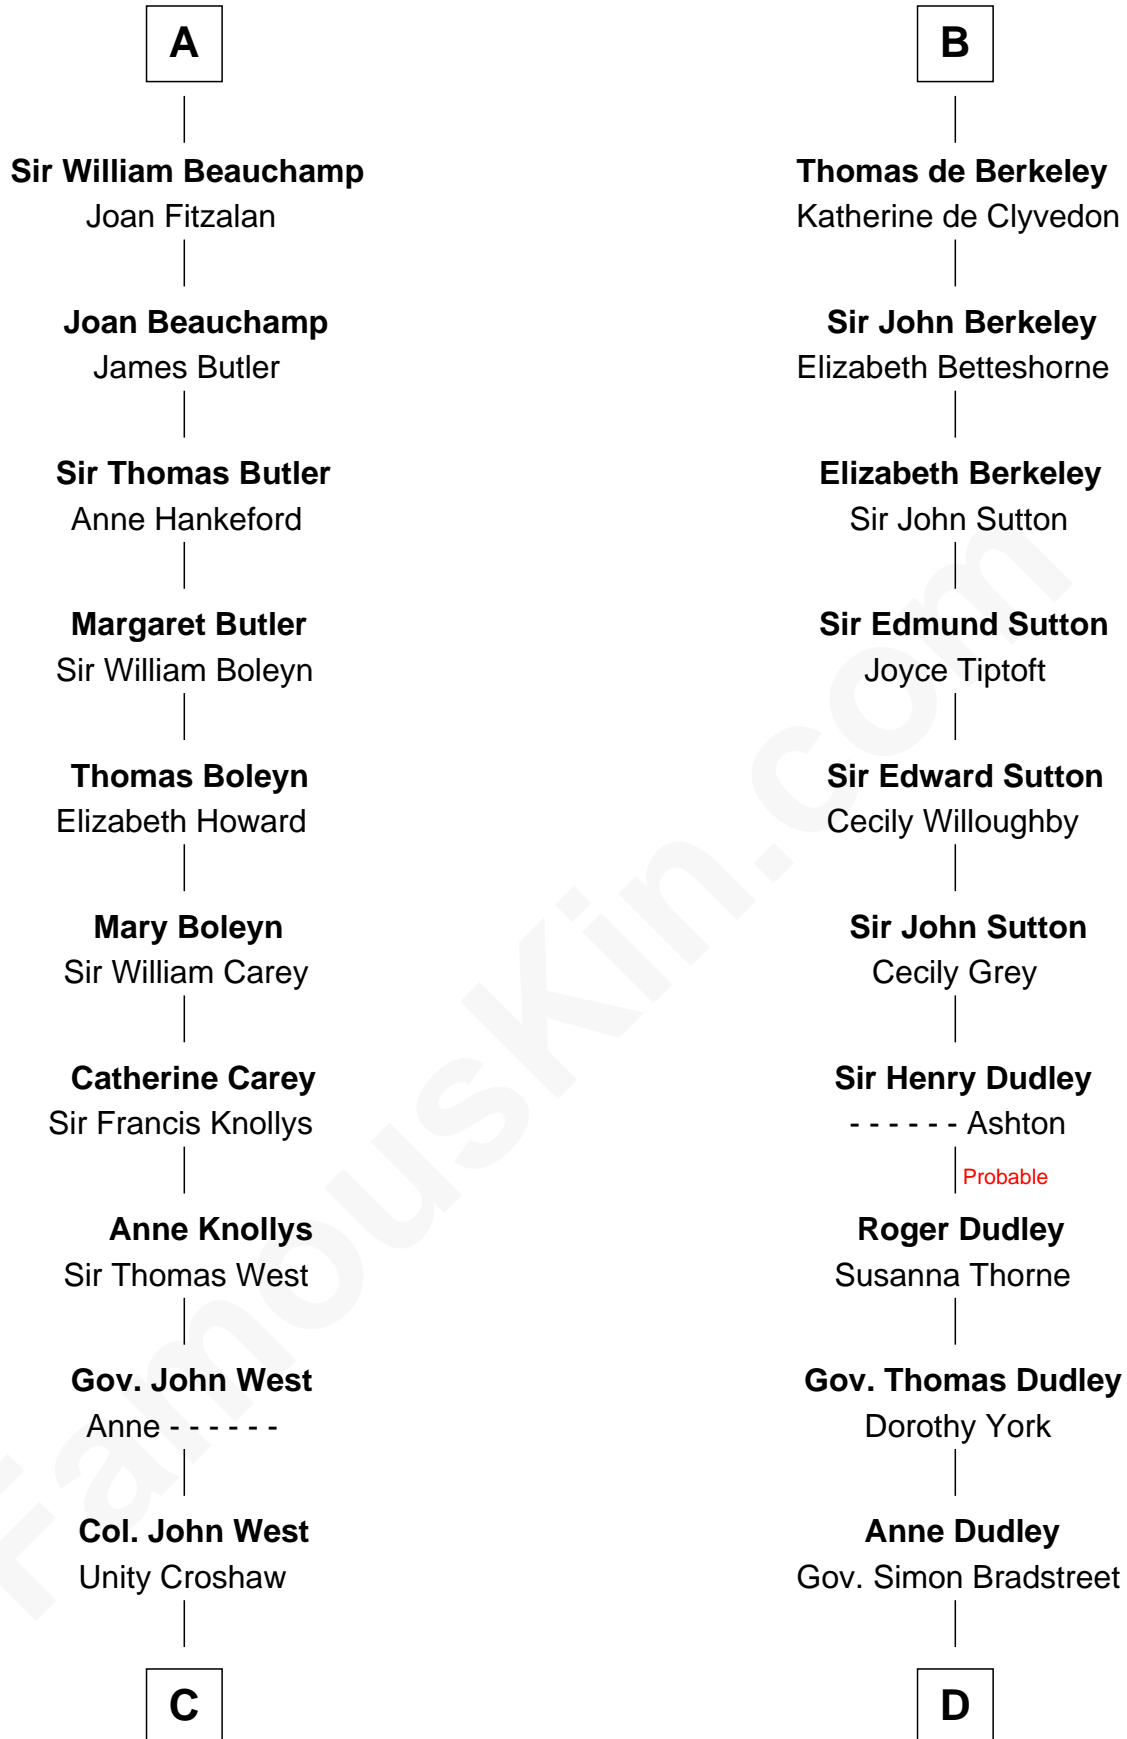 A
Sir William Beauchamp
Joan Fitzalan
Joan Beauchamp
James Butler
Sir Thomas Butler
Anne Hankeford
Margaret Butler
Sir William Boleyn
Thomas Boleyn
Elizabeth Howard
Mary Boleyn
Sir William Carey
Catherine Carey
Sir Francis Knollys
Anne Knollys
Sir Thomas West
Gov. John West
Anne - - - - - -
Col. John West
Unity Croshaw
C
B
Thomas de Berkeley
Katherine de Clyvedon
Sir John Berkeley
Elizabeth Betteshorne
Elizabeth Berkeley
Sir John Sutton
Sir Edmund Sutton
Joyce Tiptoft
Sir Edward Sutton
Cecily Willoughby
Sir John Sutton
Cecily Grey
Sir Henry Dudley
- - - - - - Ashton
Probable
Roger Dudley
Susanna Thorne
Gov. Thomas Dudley
Dorothy York
Anne Dudley
Gov. Simon Bradstreet
D
FamousKin.com